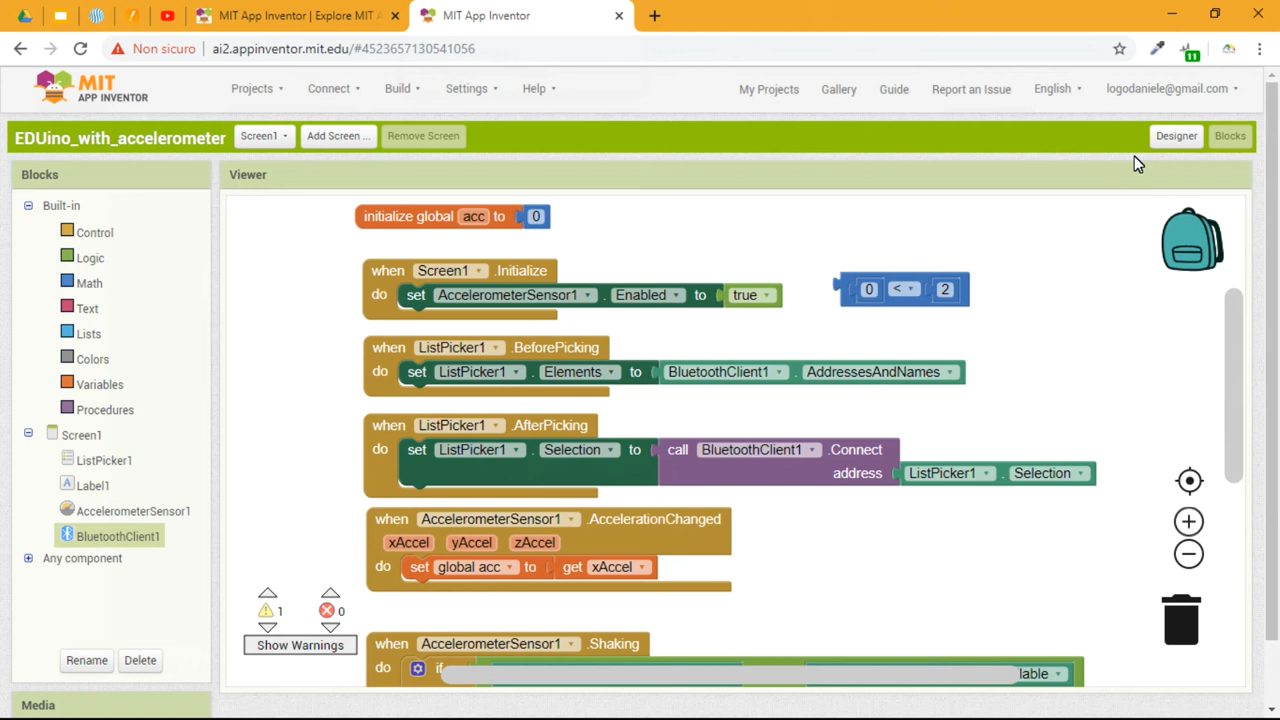 MIT App Inventor | Explore MIT A
MIT App Inventor
Non sicuro
ai2.appinventor.mit.edu/#4523657130541056
11
MIT
APP INVENTOR
Projects
Connect
Build
Settings
Help
My Projects
Gallery
Guide
Report an Issue
English
logodaniele@gmail.com
EDUino_with_accelerometer
Screen1
Add Screen ...
Remove Screen
Designer
Blocks
Blocks
Viewer
Built-in
Control
Logic
Math
Text
Lists
Colors
Variables
Procedures
Screen1
ListPicker1
Label1
AccelerometerSensor1
BluetoothClient1
Any component
Rename
Delete
Media
initialize global acc to 0
when Screen1 .Initialize
do set AccelerometerSensor1 . Enabled to true
0 < 2
when ListPicker1 .BeforePicking
do set ListPicker1 . Elements to BluetoothClient1 . AddressesAndNames
when ListPicker1 .AfterPicking
do set ListPicker1 . Selection to call BluetoothClient1 .Connect
address ListPicker1 . Selection
when AccelerometerSensor1 .AccelerationChanged
xAccel yAccel zAccel
do set global acc to get xAccel
1 0
Show Warnings
when AccelerometerSensor1 .Shaking
do if lable